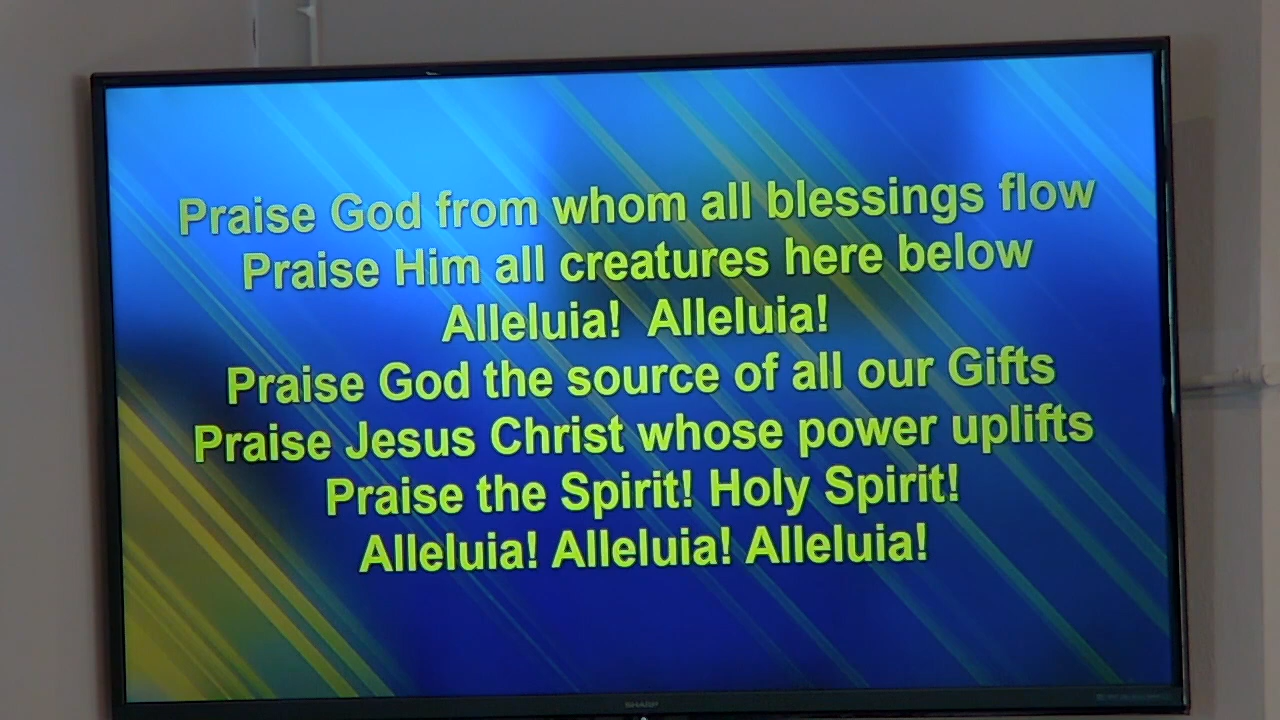 Praise God from whom all blessings flow
Praise Him all creatures here below
Alleluia!  Alleluia!
Praise God the source of all our Gifts
Praise Jesus Christ whose power uplifts
Praise the Spirit! Holy Spirit!
Alleluia! Alleluia! Alleluia!
SHARP